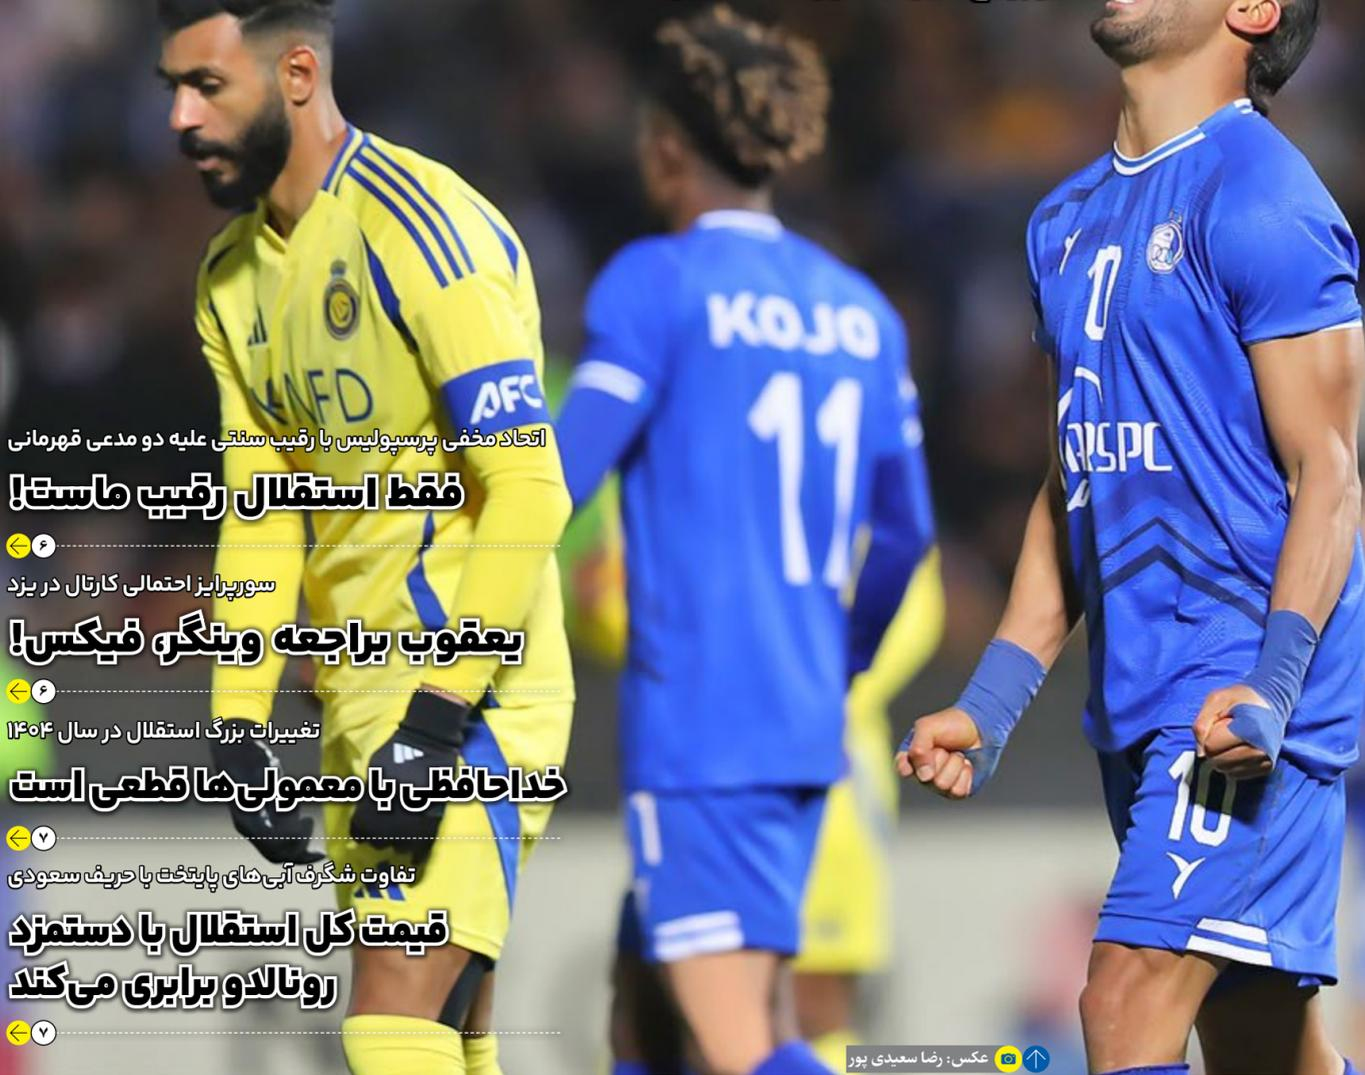 KOJO
11
AFC
10
PGPIC
10
1
اتحاد مخفی پرسپولیس با رقیب سنتی علیه دو مدعی قهرمانی
فقط استقلال رقیب ماست!
۶
سورپرایز احتمالی کارتال در یزد
یعقوب براجعه وینگر، فیکس!
۶
تغییرات بزرگ استقلال در سال ۱۴۰۴
خداحافظی با معمولی‌ها قطعی است
۷
تفاوت شگرف آبی‌های پایتخت با حریف سعودی
قیمت کل استقلال با دستمزد
رونالدو برابری می‌کند
۷
عکس: رضا سعیدی پور